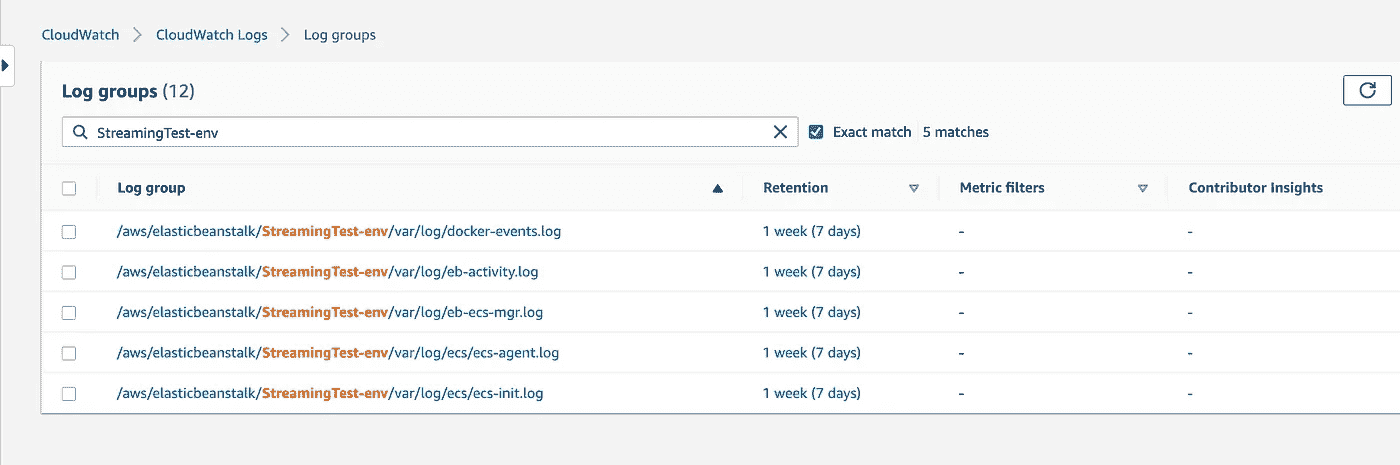 CloudWatch > CloudWatch Logs > Log groups
Log groups (12)
StreamingTest-env Exact match 5 matches
Log group Retention Metric filters Contributor Insights
/aws/elasticbeanstalk/StreamingTest-env/var/log/docker-events.log 1 week (7 days) - -
/aws/elasticbeanstalk/StreamingTest-env/var/log/eb-activity.log 1 week (7 days) - -
/aws/elasticbeanstalk/StreamingTest-env/var/log/eb-ecs-mgr.log 1 week (7 days) - -
/aws/elasticbeanstalk/StreamingTest-env/var/log/ecs/ecs-agent.log 1 week (7 days) - -
/aws/elasticbeanstalk/StreamingTest-env/var/log/ecs/ecs-init.log 1 week (7 days) - -